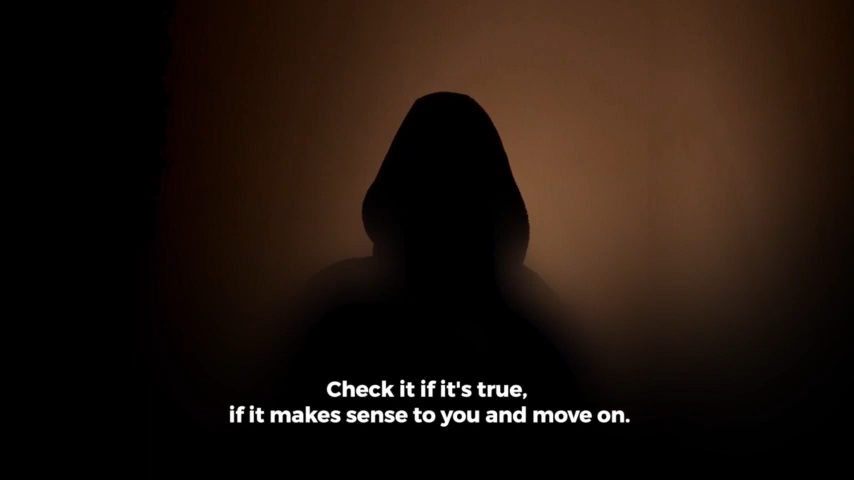 Check it if it's true,
if it makes sense to you and move on.